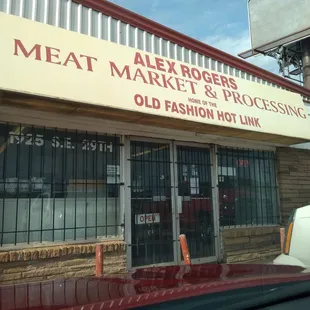 ALEX ROGERS
MEAT MARKET & PROCESSING
HOME OF THE
OLD FASHION HOT LINK
1925 S.E. 29TH
OPEN